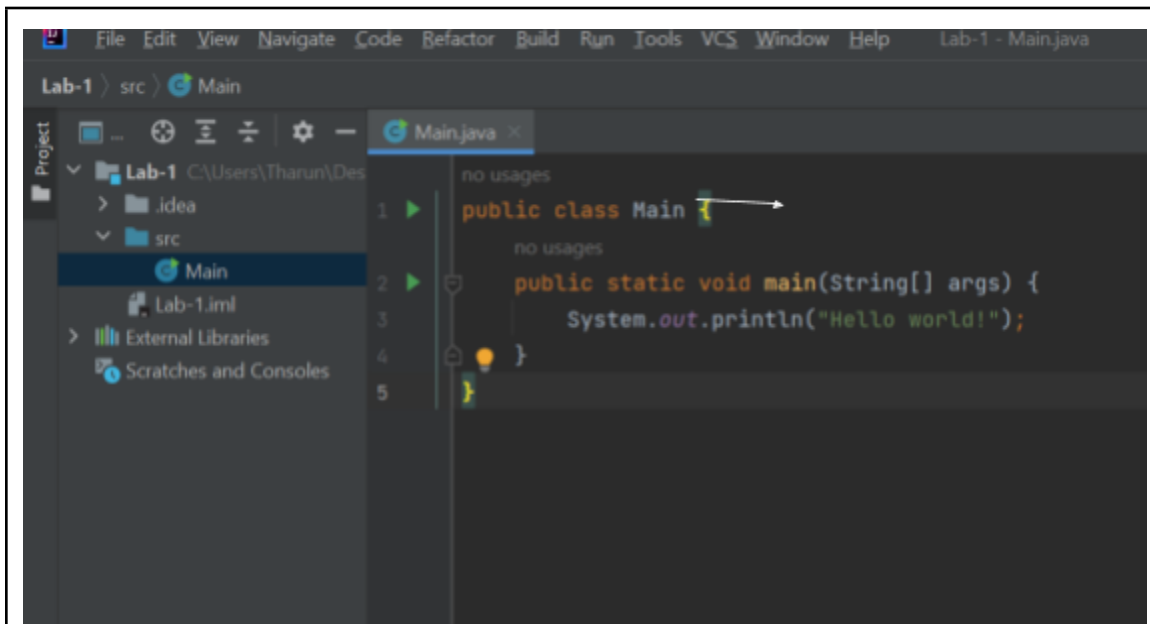 File Edit View Navigate Code Refactor Build Run Tools VCS Window Help Lab-1 - Main.java
Lab-1 src Main
Project
...
Main.java
Lab-1 C:\Users\Tharun\Des
.idea
src
Main
Lab-1.iml
External Libraries
Scratches and Consoles
no usages
1 public class Main {
no usages
2 public static void main(String[] args) {
3 System.out.println("Hello world!");
4 }
5 }